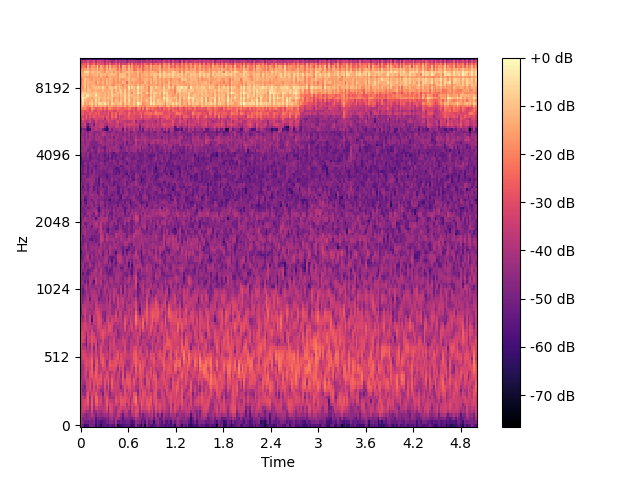 +0 dB
8192
-10 dB
4096
-20 dB
-30 dB
2048
Hz
-40 dB
1024
-50 dB
512
-60 dB
-70 dB
0
0 0.6 1.2 1.8 2.4 3 3.6 4.2 4.8
Time